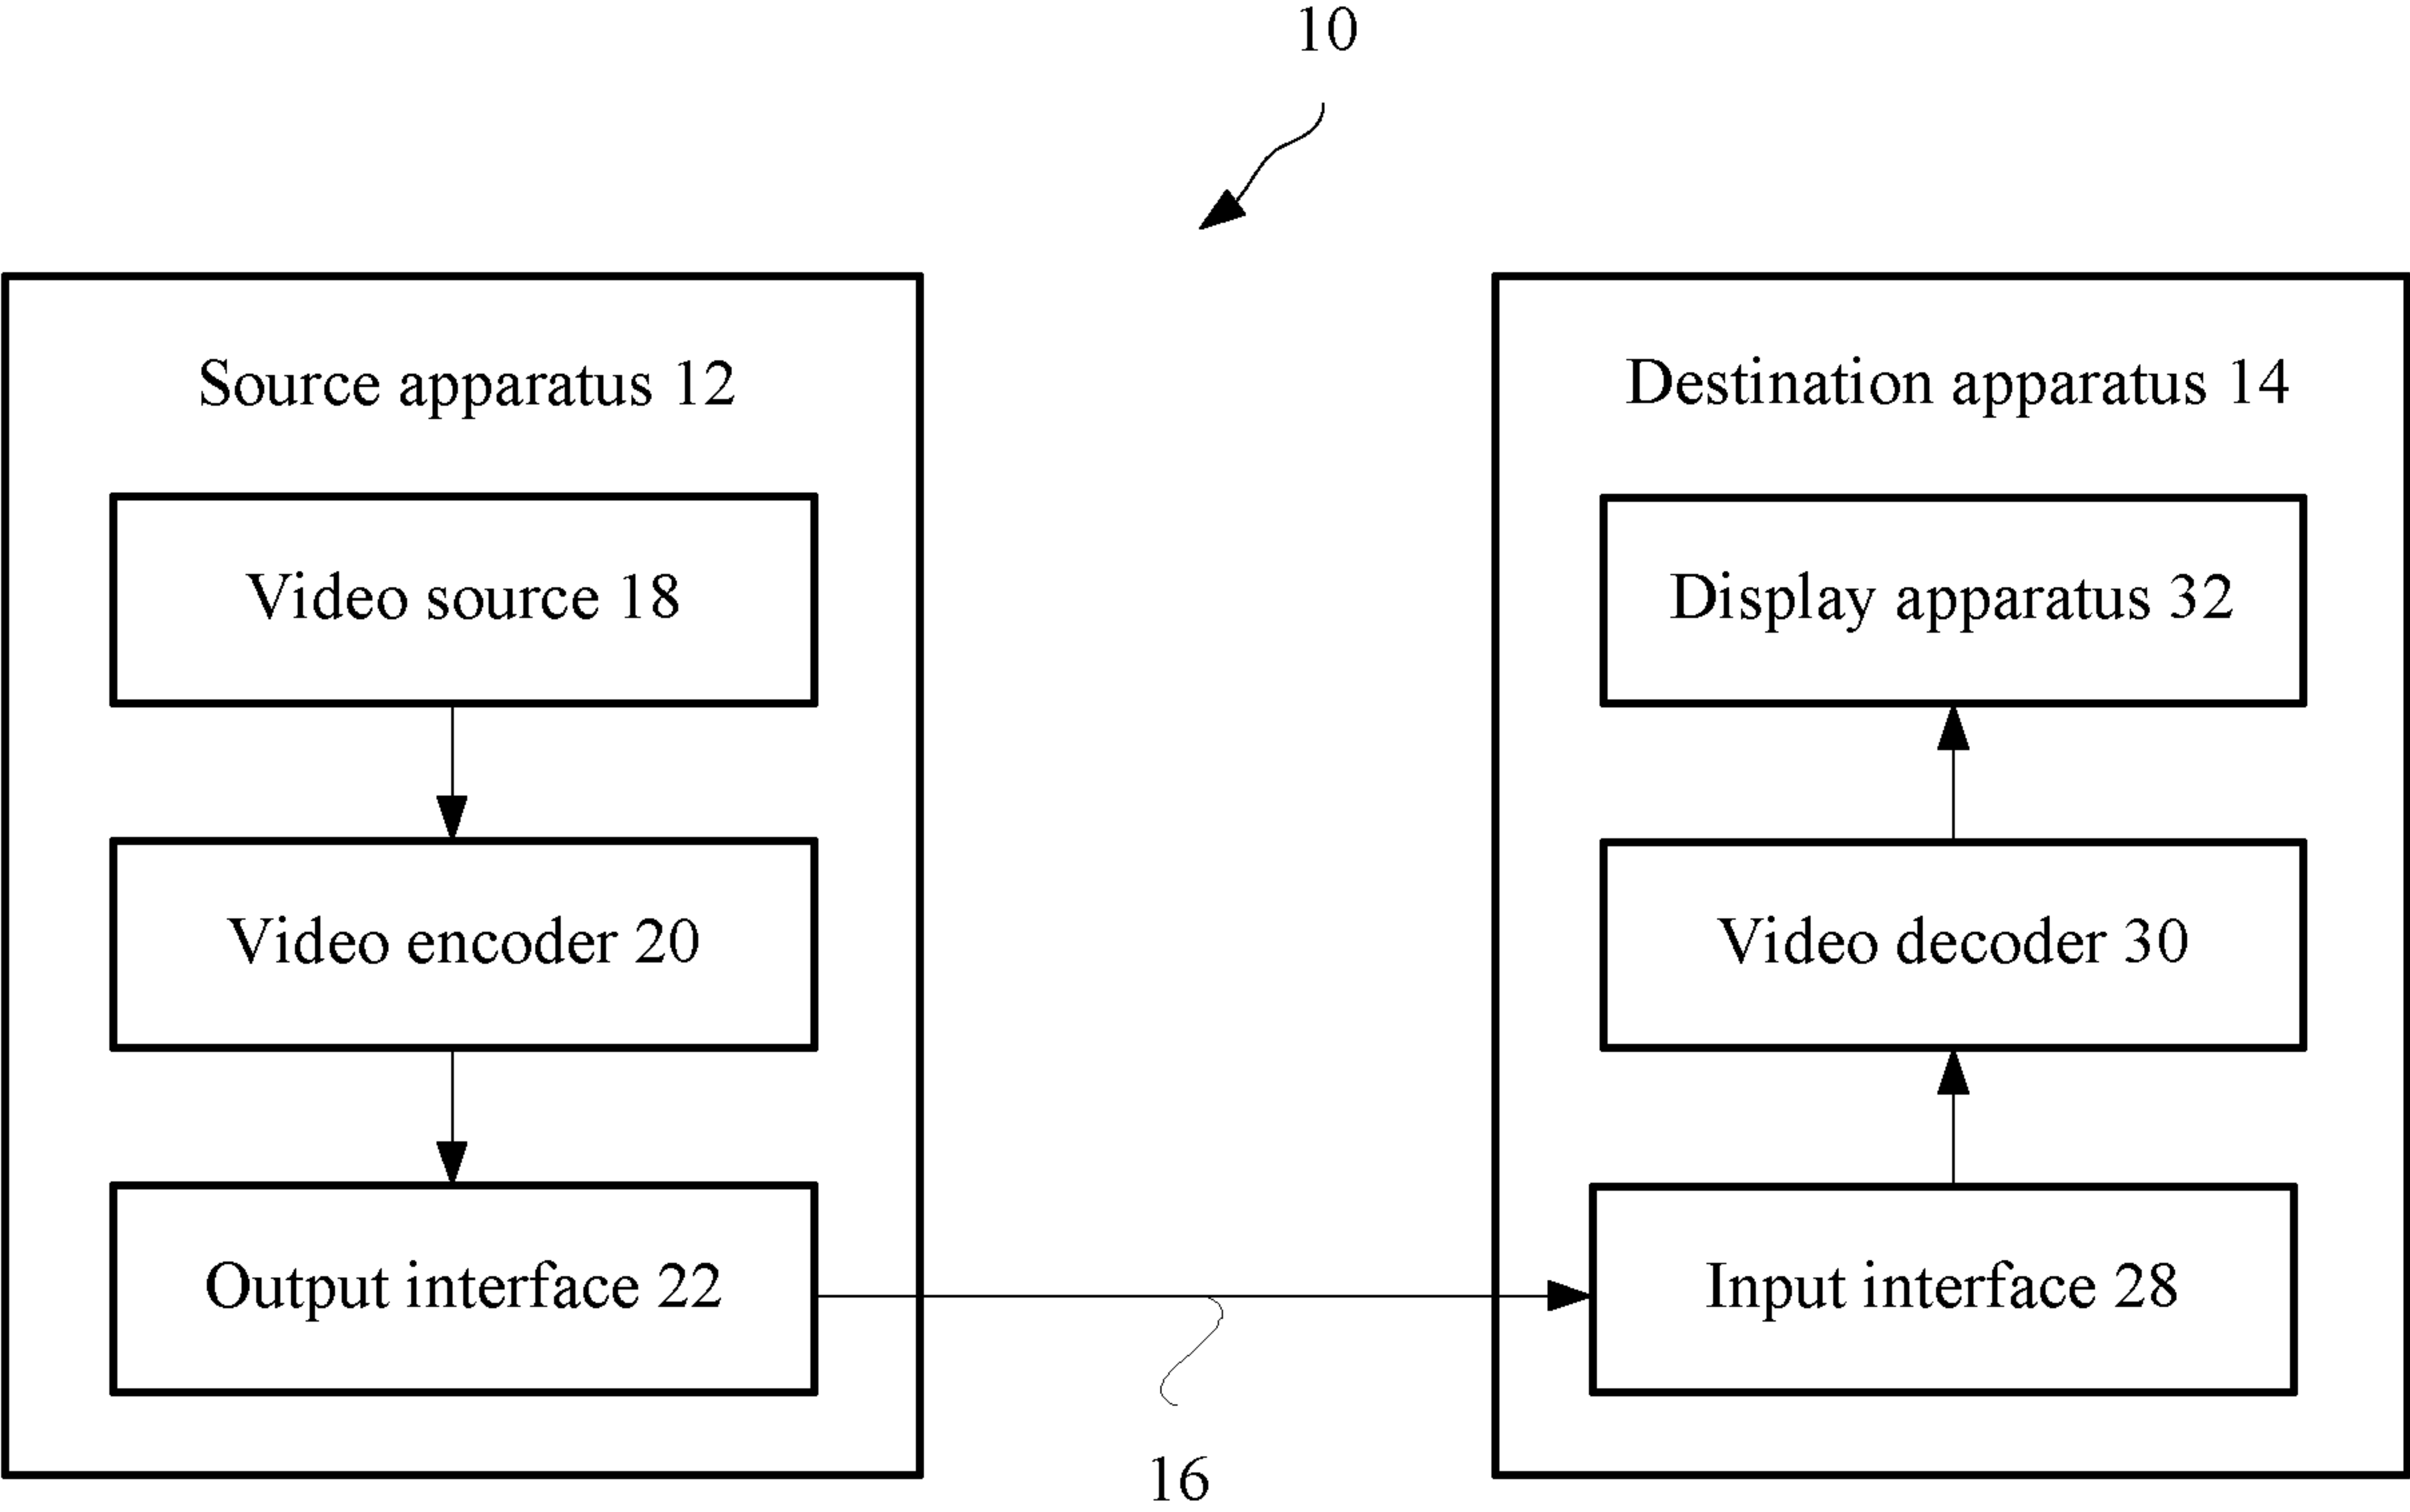 10
Source apparatus 12
Video source 18
Video encoder 20
Output interface 22
16
Destination apparatus 14
Display apparatus 32
Video decoder 30
Input interface 28